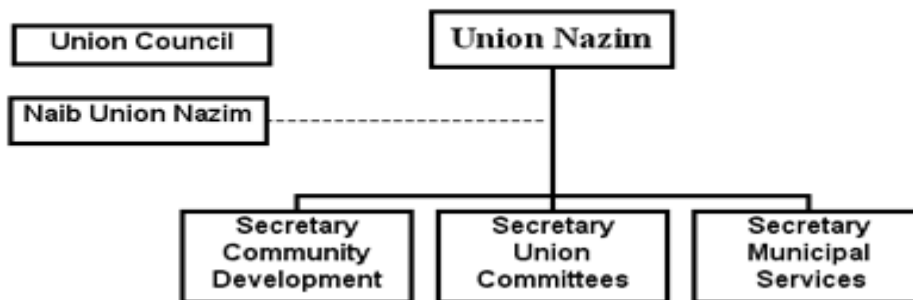 Union Council
Union Nazim
Naib Union Nazim
Secretary
Community
Development
Secretary
Union
Committees
Secretary
Municipal
Services